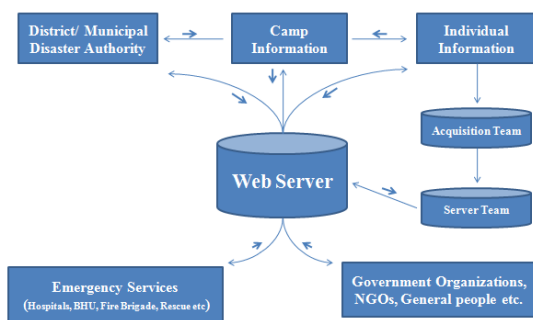 District/ Municipal
Disaster Authority
Camp
Information
Individual
Information
Acquisition Team
Web Server
Server Team
Emergency Services
(Hospitals, BHU, Fire Brigade, Rescue etc)
Government Organizations,
NGOs, General people etc.